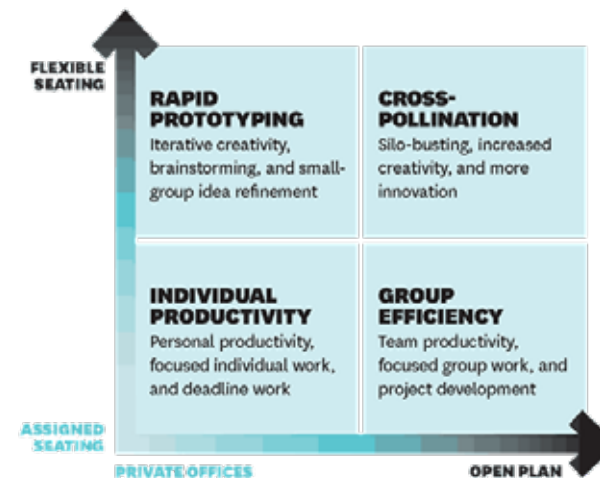 FLEXIBLE
SEATING
RAPID
PROTOTYPING
Iterative creativity,
brainstorming, and small-
group idea refinement
CROSS-
POLLINATION
Silo-busting, increased
creativity, and more
innovation
INDIVIDUAL
PRODUCTIVITY
Personal productivity,
focused individual work,
and deadline work
GROUP
EFFICIENCY
Team productivity,
focused group work, and
project development
ASSIGNED
SEATING
PRIVATE OFFICES
OPEN PLAN